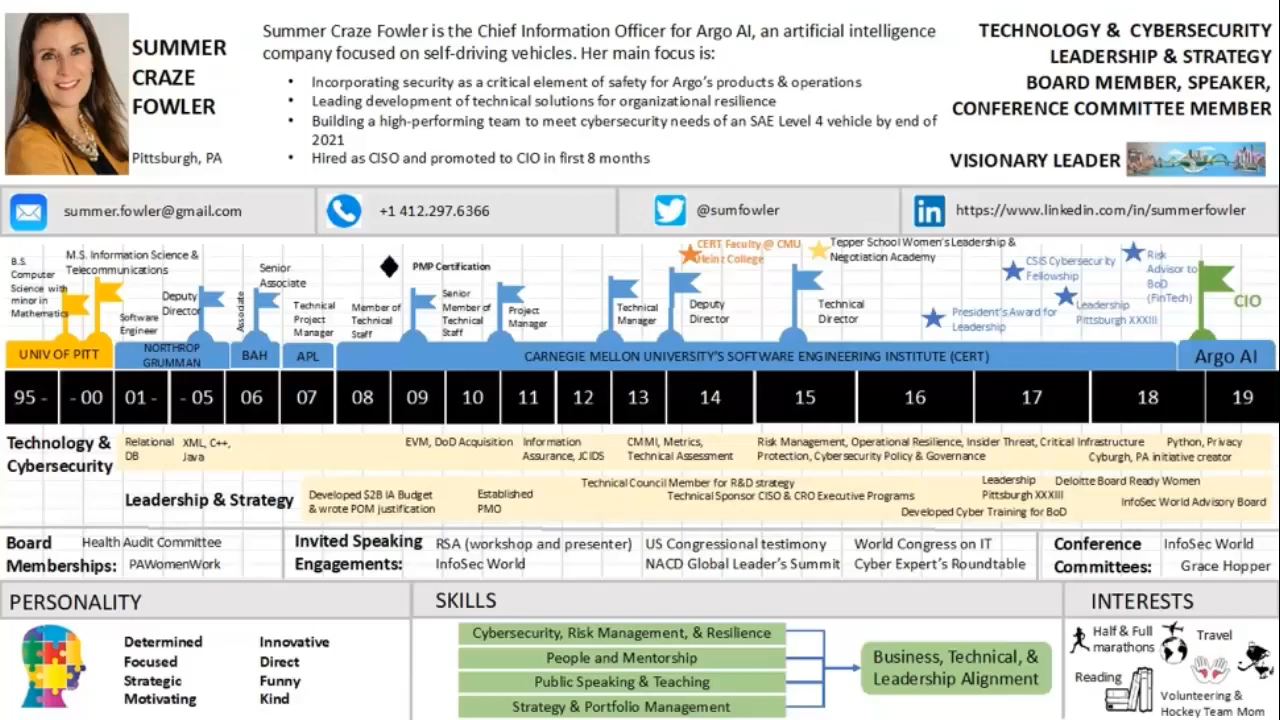 SUMMER
CRAZE
FOWLER
Pittsburgh, PA
Summer Craze Fowler is the Chief Information Officer for Argo AI, an artificial intelligence
company focused on self-driving vehicles. Her main focus is:
• Incorporating security as a critical element of safety for Argo's products & operations
• Leading development of technical solutions for organizational resilience
• Building a high-performing team to meet cybersecurity needs of an SAE Level 4 vehicle by end of
2021
• Hired as CISO and promoted to CIO in first 8 months
TECHNOLOGY & CYBERSECURITY
LEADERSHIP & STRATEGY
BOARD MEMBER, SPEAKER,
CONFERENCE COMMITTEE MEMBER
VISIONARY LEADER
summer.fowler@gmail.com
+1 412.297.6366
@sumfowler
in
https://www.linkedin.com/in/summerfowler
B.S.
Computer
Science with
minor in
Mathematics
M.S. Information Science &
Telecommunications
Software
Engineer
Deputy
Director
Associate
Senior
Associate
Technical
Project
Manager
PMP Certification
Member of
Technical
Staff
Senior
Member of
Technical
Staff
Project
Manager
Technical
Manager
CERT Faculty @ CMU
Heinz College
Deputy
Director
Tepper School Women's Leadership &
Negotiation Academy
Technical
Director
President's Award for
Leadership
CSIS Cybersecurity
Fellowship
Leadership
Pittsburgh XXXIII
Risk
Advisor to
BoD
(FinTech)
CIO
UNIV OF PITT
NORTHROP
GRUMMAN
BAH
APL
CARNEGIE MELLON UNIVERSITY'S SOFTWARE ENGINEERING INSTITUTE (CERT)
Argo AI
95 - - 00 01 - - 05 06 07 08 09 10 11 12 13 14 15 16 17 18 19
Technology &
Cybersecurity
Relational
DB
XML, C++,
Java
EVM, DoD Acquisition
Information
Assurance, JCIDS
CMMI, Metrics,
Technical Assessment
Risk Management, Operational Resilience, Insider Threat, Critical Infrastructure
Protection, Cybersecurity Policy & Governance
Python, Privacy
Cyburgh, PA initiative creator
Leadership & Strategy
Developed $2B IA Budget
& wrote POM justification
Established
PMO
Technical Council Member for R&D strategy
Technical Sponsor CISO & CRO Executive Programs
Developed Cyber Training for BoD
Leadership
Pittsburgh XXXIII
Deloitte Board Ready Women
InfoSec World Advisory Board
Board
Memberships:
Health Audit Committee
PAWomenWork
Invited Speaking
Engagements:
RSA (workshop and presenter)
InfoSec World
US Congressional testimony
NACD Global Leader's Summit
World Congress on IT
Cyber Expert's Roundtable
Conference
Committees:
InfoSec World
Grace Hopper
PERSONALITY
Determined
Focused
Strategic
Motivating
Innovative
Direct
Funny
Kind
SKILLS
Cybersecurity, Risk Management, & Resilience
People and Mentorship
Public Speaking & Teaching
Strategy & Portfolio Management
Business, Technical, &
Leadership Alignment
INTERESTS
Half & Full
marathons
Travel
Reading
Volunteering &
Hockey Team Mom